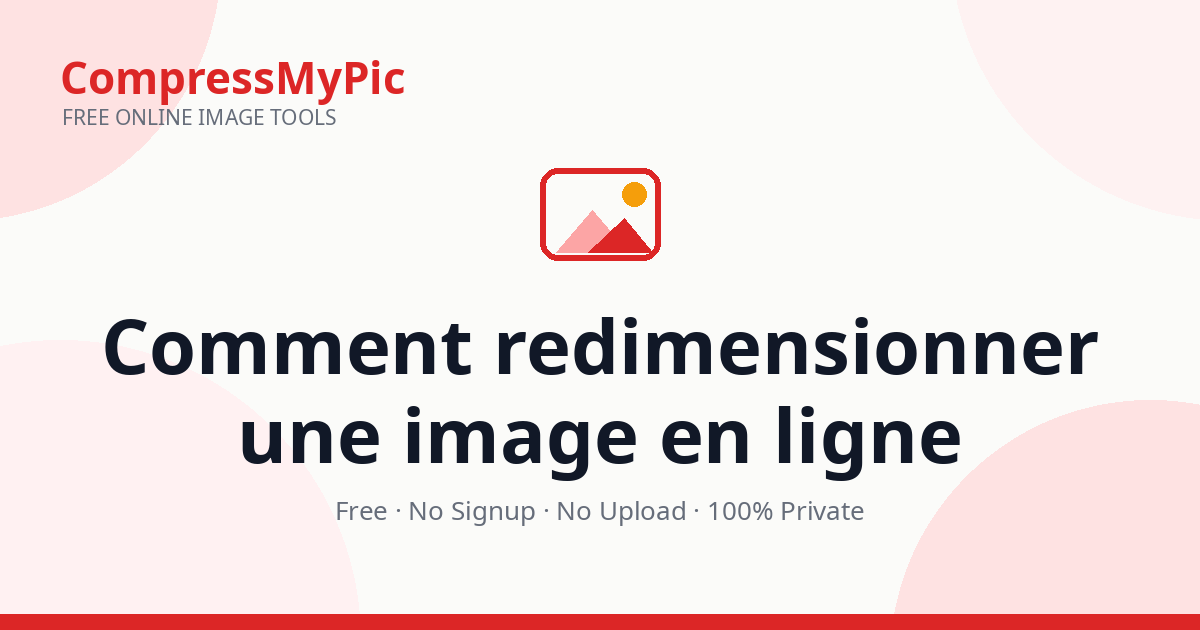 CompressMyPic
FREE ONLINE IMAGE TOOLS
Comment redimensionner
une image en ligne
Free · No Signup · No Upload · 100% Private